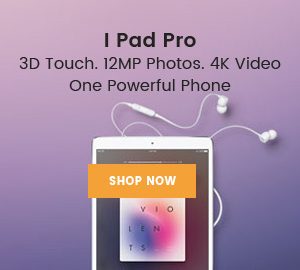 I Pad Pro
3D Touch. 12MP Photos. 4K Video
One Powerful Phone
SHOP NOW
V I O
L E N
T S